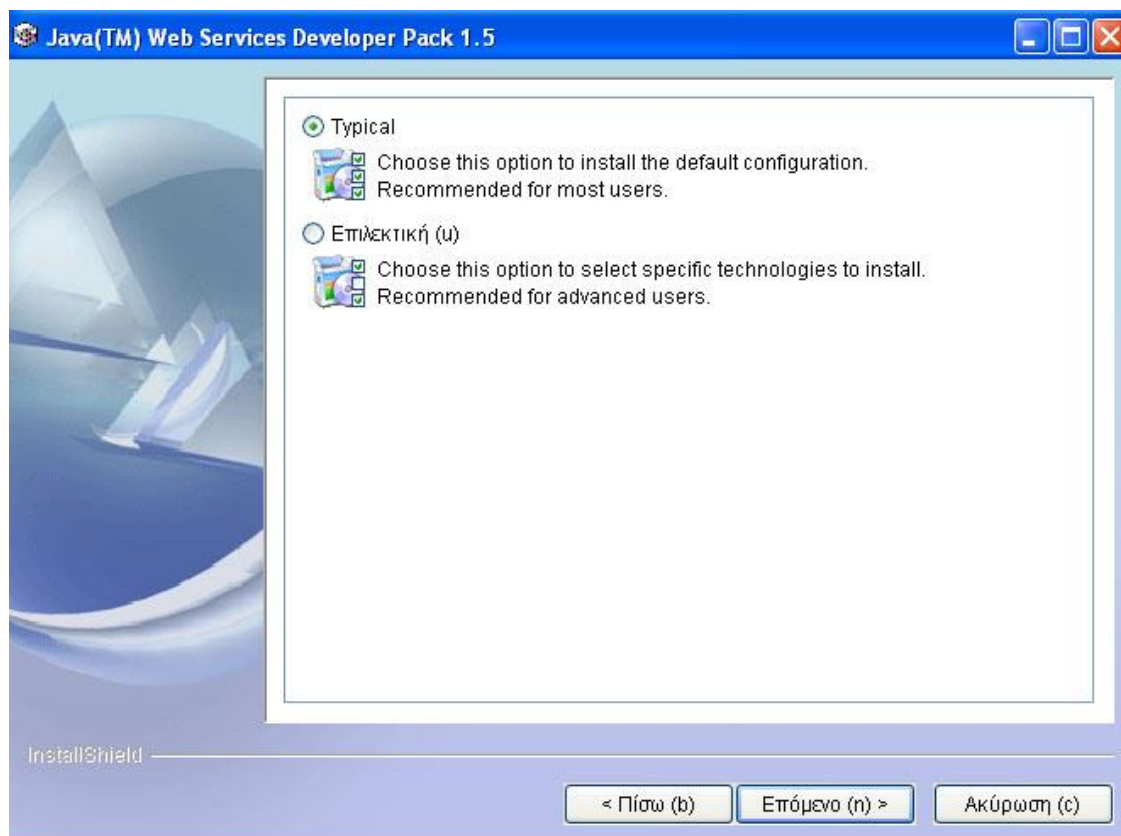 Java(TM) Web Services Developer Pack 1.5
Typical
Choose this option to install the default configuration.
Recommended for most users.
Επιλεκτική (u)
Choose this option to select specific technologies to install.
Recommended for advanced users.
InstallShield
< Πίσω (b)
Επόμενο (n) >
Ακύρωση (c)